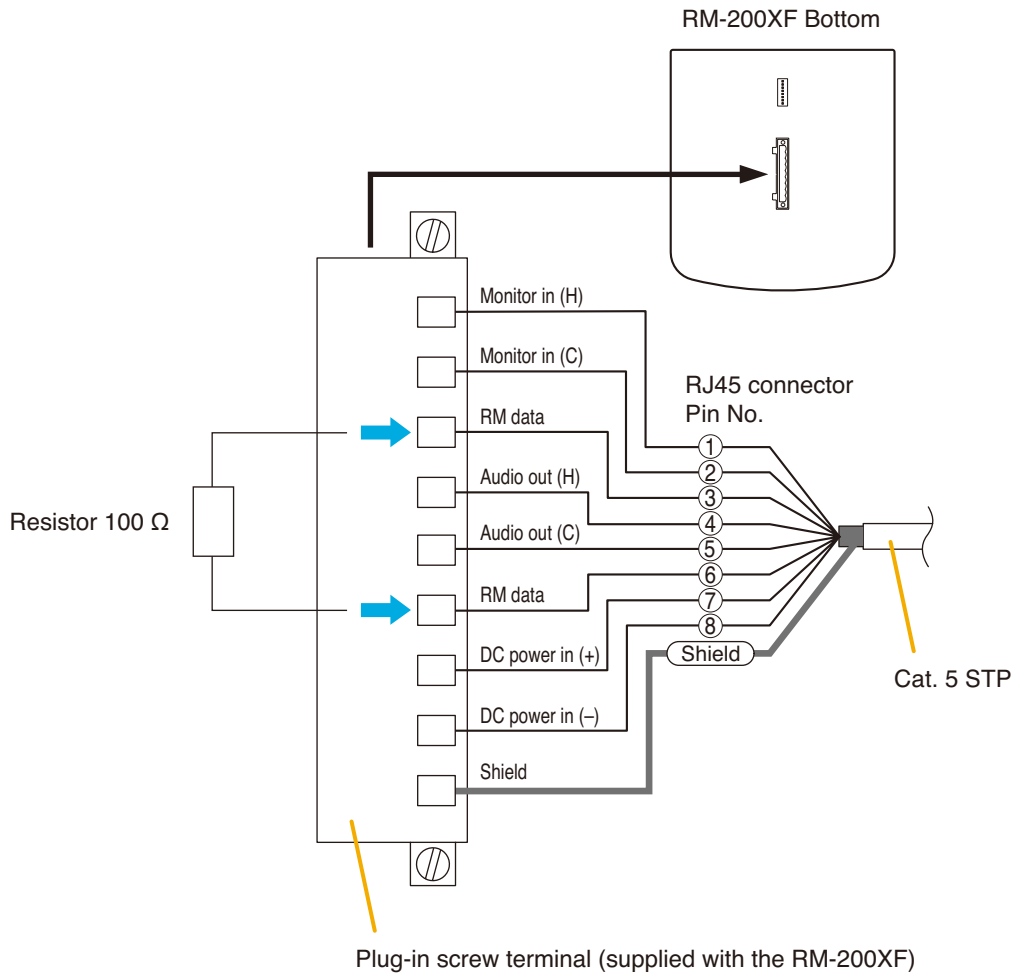 RM-200XF Bottom
Monitor in (H)
Monitor in (C)
RM data
Audio out (H)
Audio out (C)
RM data
DC power in (+)
DC power in (–)
Shield
RJ45 connector
Pin No.
1
2
3
4
5
6
7
8
Shield
Resistor 100 Ω
Cat. 5 STP
Plug-in screw terminal (supplied with the RM-200XF)